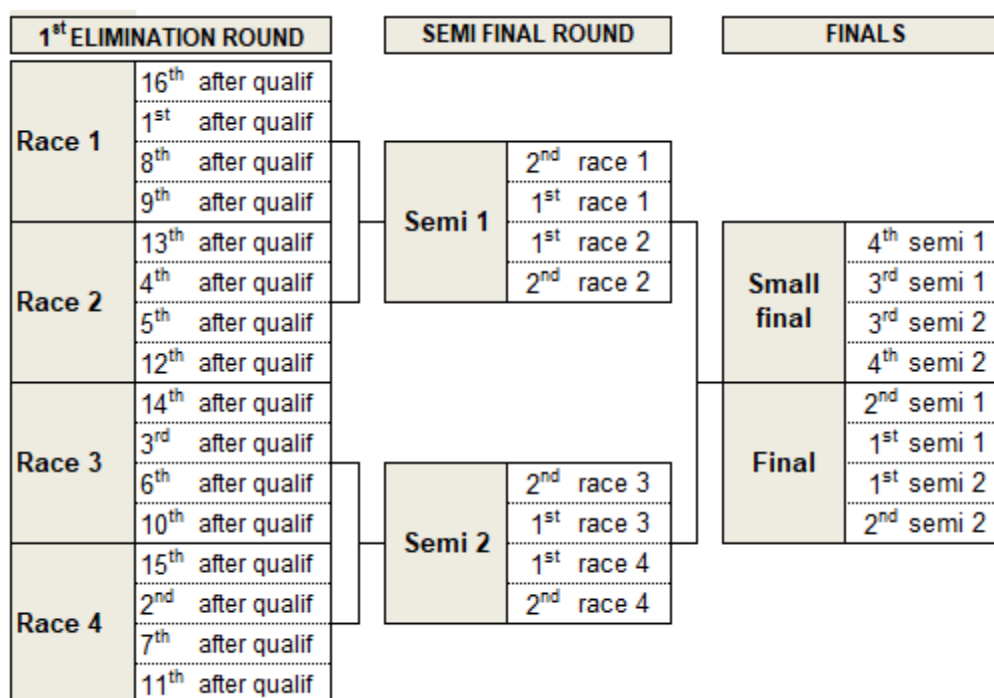 1st ELIMINATION ROUND
Race 1
16th after qualif
1st after qualif
8th after qualif
9th after qualif
Race 2
13th after qualif
4th after qualif
5th after qualif
12th after qualif
Race 3
14th after qualif
3rd after qualif
6th after qualif
10th after qualif
Race 4
15th after qualif
2nd after qualif
7th after qualif
11th after qualif
SEMI FINAL ROUND
Semi 1
2nd race 1
1st race 1
1st race 2
2nd race 2
Semi 2
2nd race 3
1st race 3
1st race 4
2nd race 4
FINALS
Small
final
4th semi 1
3rd semi 1
3rd semi 2
4th semi 2
Final
2nd semi 1
1st semi 1
1st semi 2
2nd semi 2